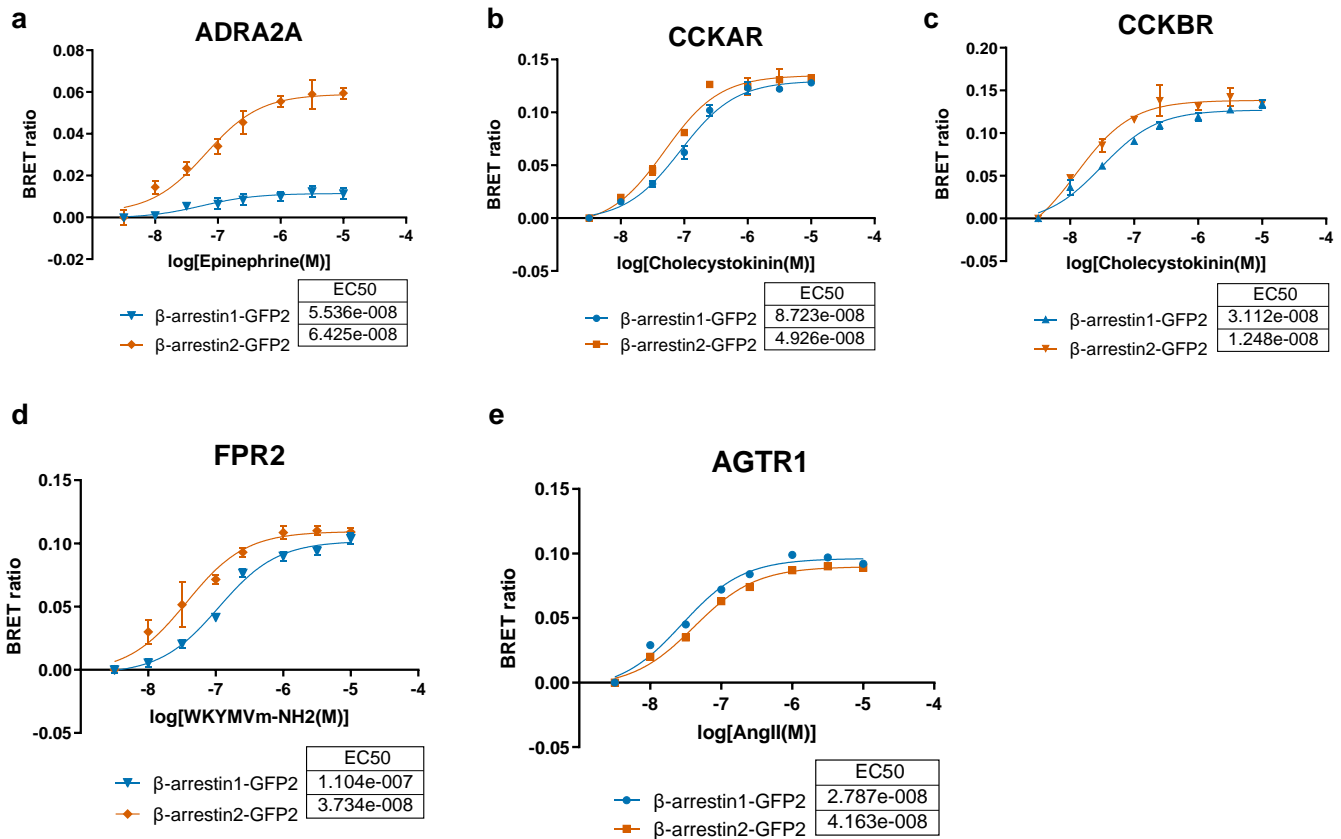 a
ADRA2A
BRET ratio
0.08
0.06
0.04
0.02
0.00
-0.02
-8 -7 -6 -5 -4
log[Epinephrine(M)]
EC50
β-arrestin1-GFP2 5.536e-008
β-arrestin2-GFP2 6.425e-008
b
CCKAR
BRET ratio
0.15
0.10
0.05
0.00
-0.05
-8 -7 -6 -5 -4
log[Cholecystokinin(M)]
EC50
β-arrestin1-GFP2 8.723e-008
β-arrestin2-GFP2 4.926e-008
c
CCKBR
BRET ratio
0.20
0.15
0.10
0.05
0.00
-0.05
-8 -7 -6 -5 -4
log[Cholecystokinin(M)]
EC50
β-arrestin1-GFP2 3.112e-008
β-arrestin2-GFP2 1.248e-008
d
FPR2
BRET ratio
0.15
0.10
0.05
0.00
-0.05
-8 -7 -6 -5 -4
log[WKYMVm-NH2(M)]
EC50
β-arrestin1-GFP2 1.104e-007
β-arrestin2-GFP2 3.734e-008
e
AGTR1
BRET ratio
0.15
0.10
0.05
0.00
-0.05
-8 -7 -6 -5 -4
log[AngII(M)]
EC50
β-arrestin1-GFP2 2.787e-008
β-arrestin2-GFP2 4.163e-008